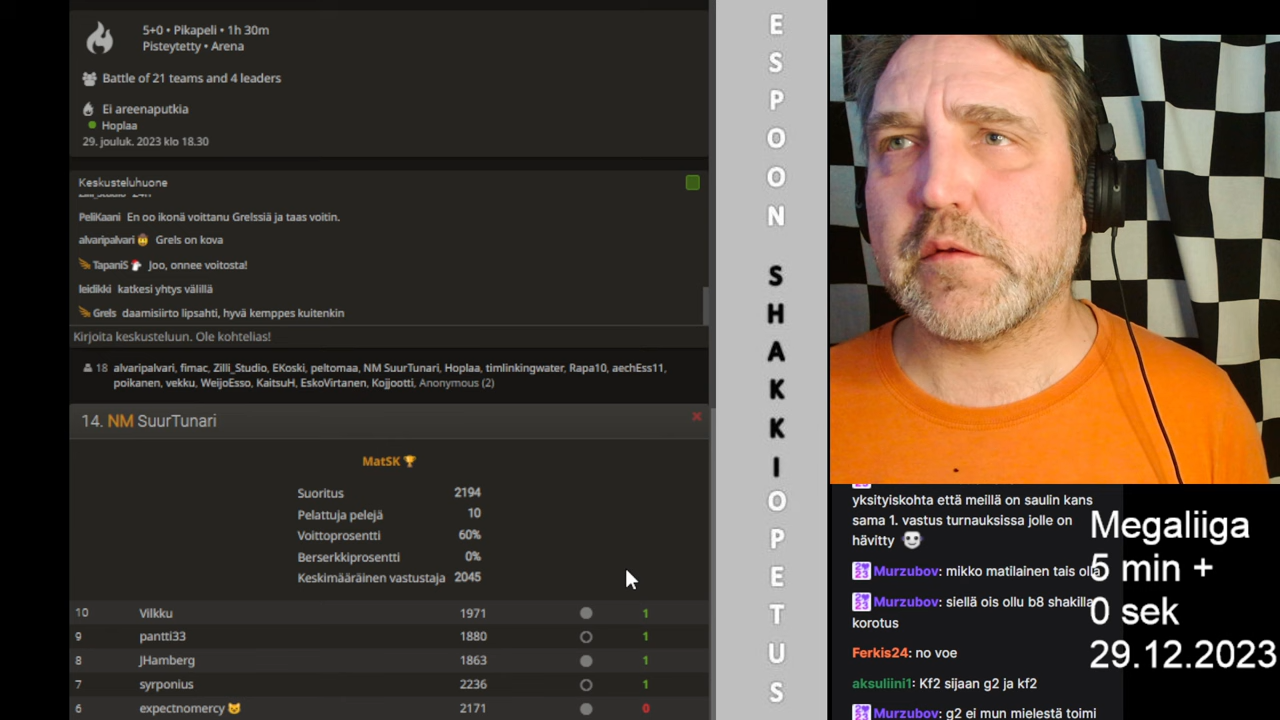 5+0 • Pikapeli • 1h 30m
Pisteytetty • Arena
Battle of 21 teams and 4 leaders
Ei areenaputkia
Hoplaa
29. jouluk. 2023 klo 18.30
Keskusteluhuone
PeliKaani En oo ikonä voittanu Grelssiä ja taas voitin.
alvaripalvari Grels on kova
TapaniS Joo, onnee voitosta!
leidikki katkesi yhtys välillä
Grels daamisiirto lipsahti, hyvä kemppes kuitenkin
Kirjoita keskusteluun. Ole kohtelias!
18 alvaripalvari, fimac, Zilli_Studio, EKoski, peltomaa, NM SuurTunari, Hoplaa, timlinkingwater, Rapa10, aechEss11,
poikanen, vekku, WeijoEsso, KaitsuH, EskoVirtanen, Kojjootti, Anonymous (2)
14. NM SuurTunari
MatSK
Suoritus 2194
Pelattuja pelejä 10
Voittoprosentti 60%
Berserkkiprosentti 0%
Keskimääräinen vastustaja 2045
10 Vilkku 1971 1
9 pantti33 1880 1
8 JHamberg 1863 1
7 syrponius 2236 1
6 expectnomercy 2171 0
ESPOON
SHAKKIOPETUS
yksityiskohta että meillä on saulin kans
sama 1. vastus turnauksissa jolle on
hävitty
Murzubov: mikko matilainen tais olla
Murzubov: siellä ois ollu b8 shakilla
korotus
Ferkis24: no voe
aksuliini1: Kf2 sijaan g2 ja kf2
Murzubov: g2 ei mun mielestä toimi
Megaliiga
5 min +
0 sek
29.12.2023